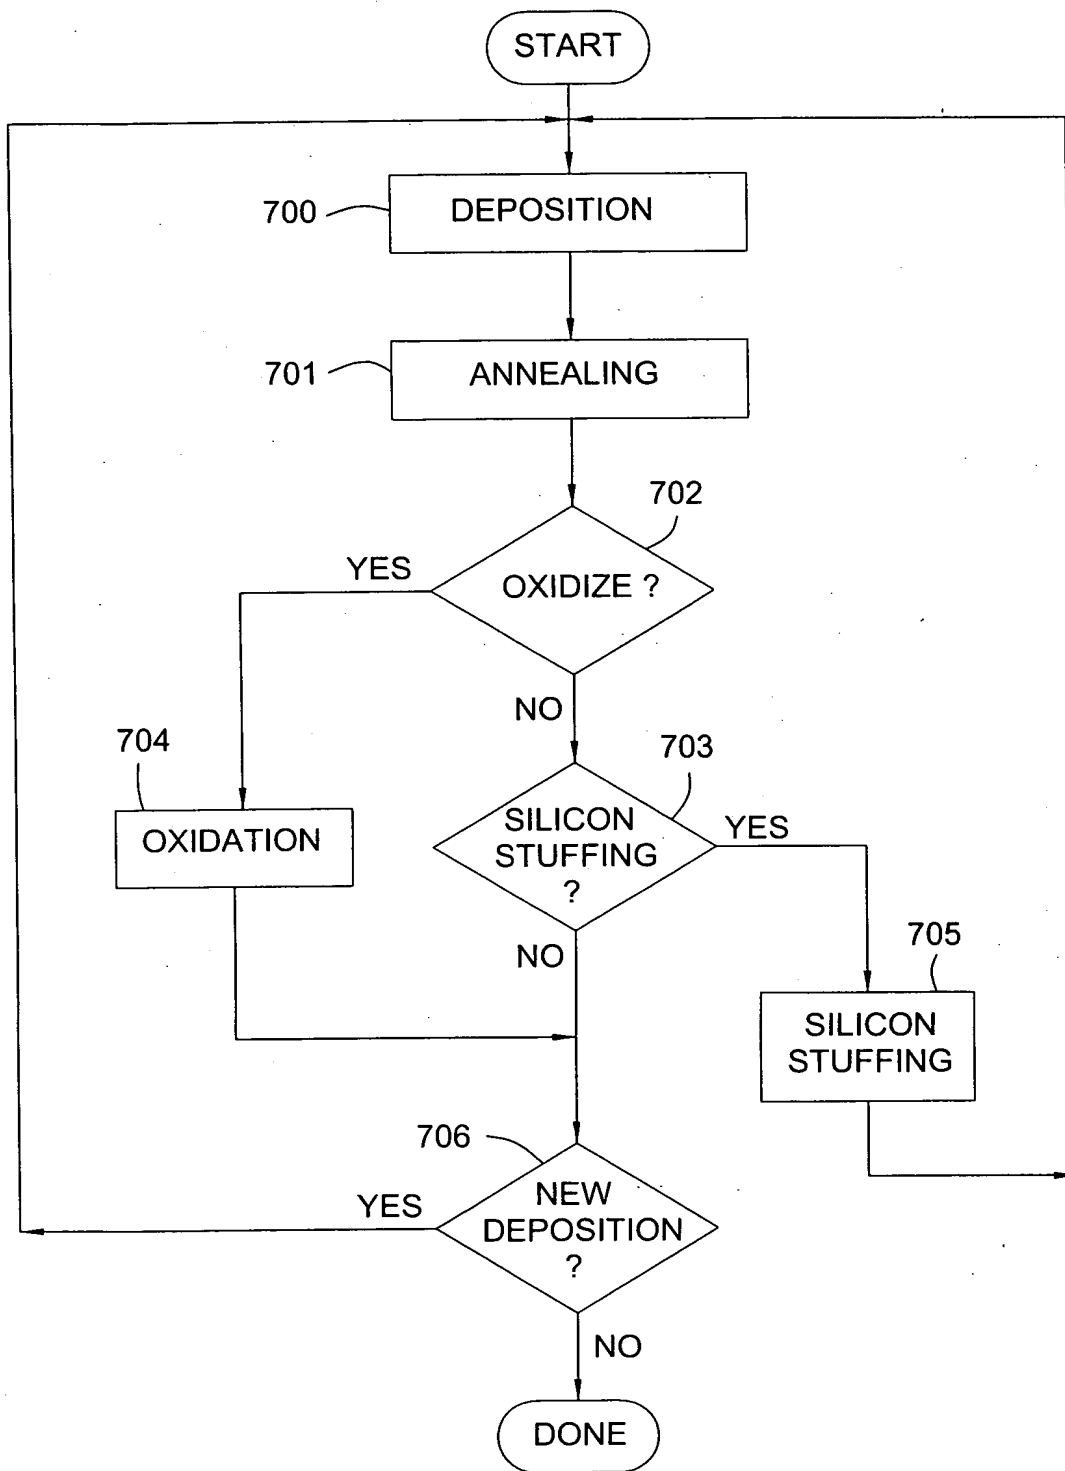 START
700
DEPOSITION
701
ANNEALING
702
YES
OXIDIZE ?
NO
704
703
OXIDATION
SILICON
STUFFING
?
YES
NO
705
SILICON
STUFFING
706
YES
NEW
DEPOSITION
?
NO
DONE